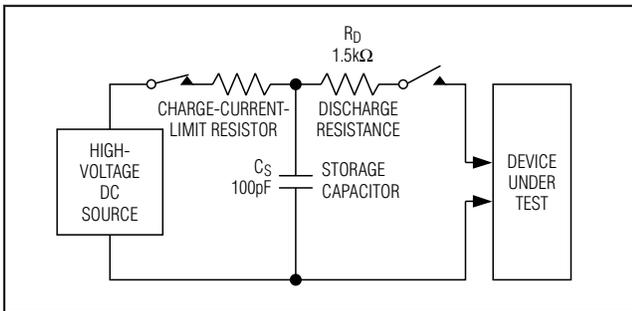 R_D
1.5kΩ
CHARGE-CURRENT-
LIMIT RESISTOR
DISCHARGE
RESISTANCE
HIGH-
VOLTAGE
DC
SOURCE
C_S
100pF
STORAGE
CAPACITOR
DEVICE
UNDER
TEST